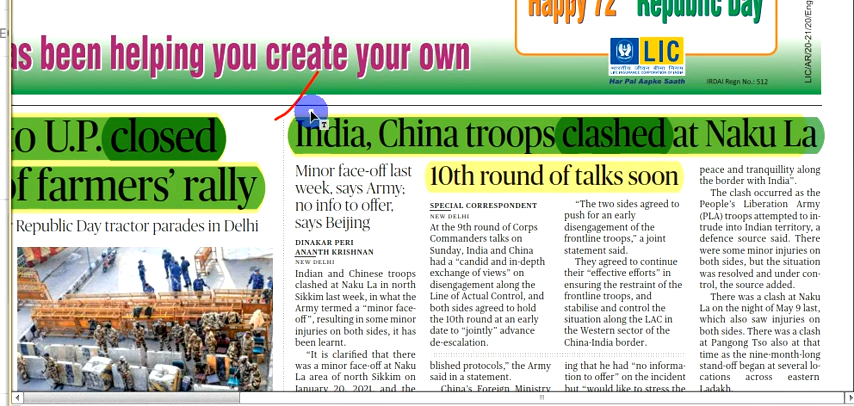 Happy 72 Republic Day
as been helping you create your own
LIC
भारतीय जीवन बीमा निगम
LIFE INSURANCE CORPORATION OF INDIA
Har Pal Aapke Saath
IRDAI Regn No.: 512
LIC/AR/20-21/20/Eng
to U.P. closed
of farmers' rally
Republic Day tractor parades in Delhi
India, China troops clashed at Naku La
Minor face-off last
week, says Army;
no info to offer,
says Beijing
DINAKAR PERI
ANANTH KRISHNAN
NEW DELHI
Indian and Chinese troops
clashed at Naku La in north
Sikkim last week, in what the
Army termed a "minor face-
off", resulting in some minor
injuries on both sides, it has
been learnt.
"It is clarified that there
was a minor face-off at Naku
La area of north Sikkim on
January 20, 2021, and the
10th round of talks soon
SPECIAL CORRESPONDENT
NEW DELHI
At the 9th round of Corps
Commanders talks on
Sunday, India and China
had a "candid and in-depth
exchange of views" on
disengagement along the
Line of Actual Control, and
both sides agreed to hold
the 10th round at an early
date to "jointly" advance
de-escalation.
"The two sides agreed to
push for an early
disengagement of the
frontline troops," a joint
statement said.
They agreed to continue
their "effective efforts" in
ensuring the restraint of the
frontline troops, and
stabilise and control the
situation along the LAC in
the Western sector of the
China-India border.
blished protocols," the Army
said in a statement.
China's Foreign Ministry
ing that he had "no informa-
tion to offer" on the incident
but "would like to stress the
peace and tranquillity along
the border with India".
The clash occurred as the
People's Liberation Army
(PLA) troops attempted to in-
trude into Indian territory, a
defence source said. There
were some minor injuries on
both sides, but the situation
was resolved and under con-
trol, the source added.
There was a clash at Naku
La on the night of May 9 last,
which also saw injuries on
both sides. There was a clash
at Pangong Tso also at that
time as the nine-month-long
stand-off began at several lo-
cations across eastern
Ladakh.